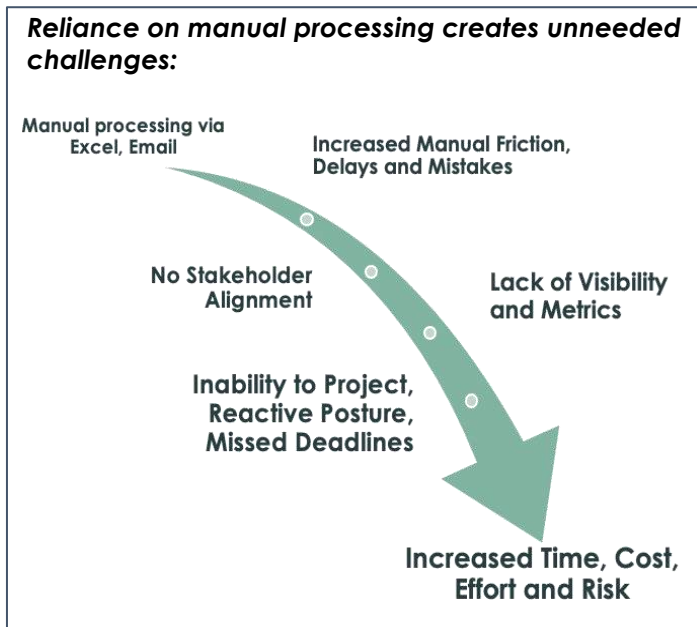 Reliance on manual processing creates unneeded
challenges:
Manual processing via
Excel, Email
Increased Manual Friction,
Delays and Mistakes
No Stakeholder
Alignment
Lack of Visibility
and Metrics
Inability to Project,
Reactive Posture,
Missed Deadlines
Increased Time, Cost,
Effort and Risk